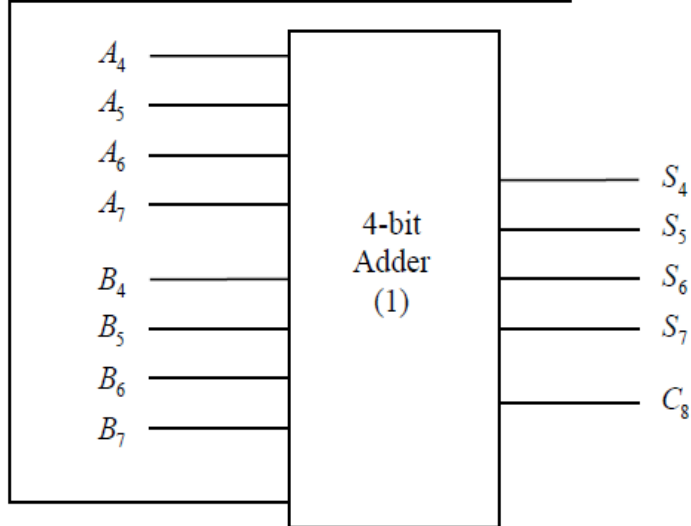 A₄
A₅
A₆
A₇
B₄
B₅
B₆
B₇
4-bit
Adder
(1)
S₄
S₅
S₆
S₇
C₈